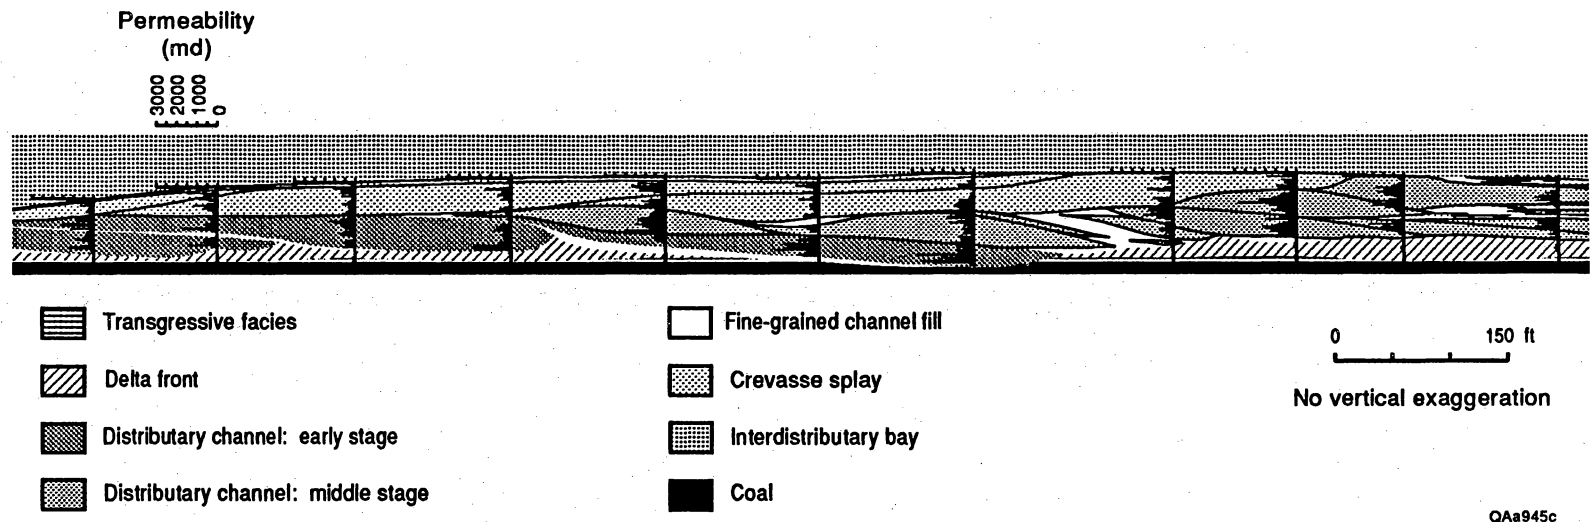 Permeability
(md)
3000
2000
1000
0
Transgressive facies
Delta front
Distributary channel: early stage
Distributary channel: middle stage
Fine-grained channel fill
Crevasse splay
Interdistributary bay
Coal
0 150 ft
No vertical exaggeration
QAa945c